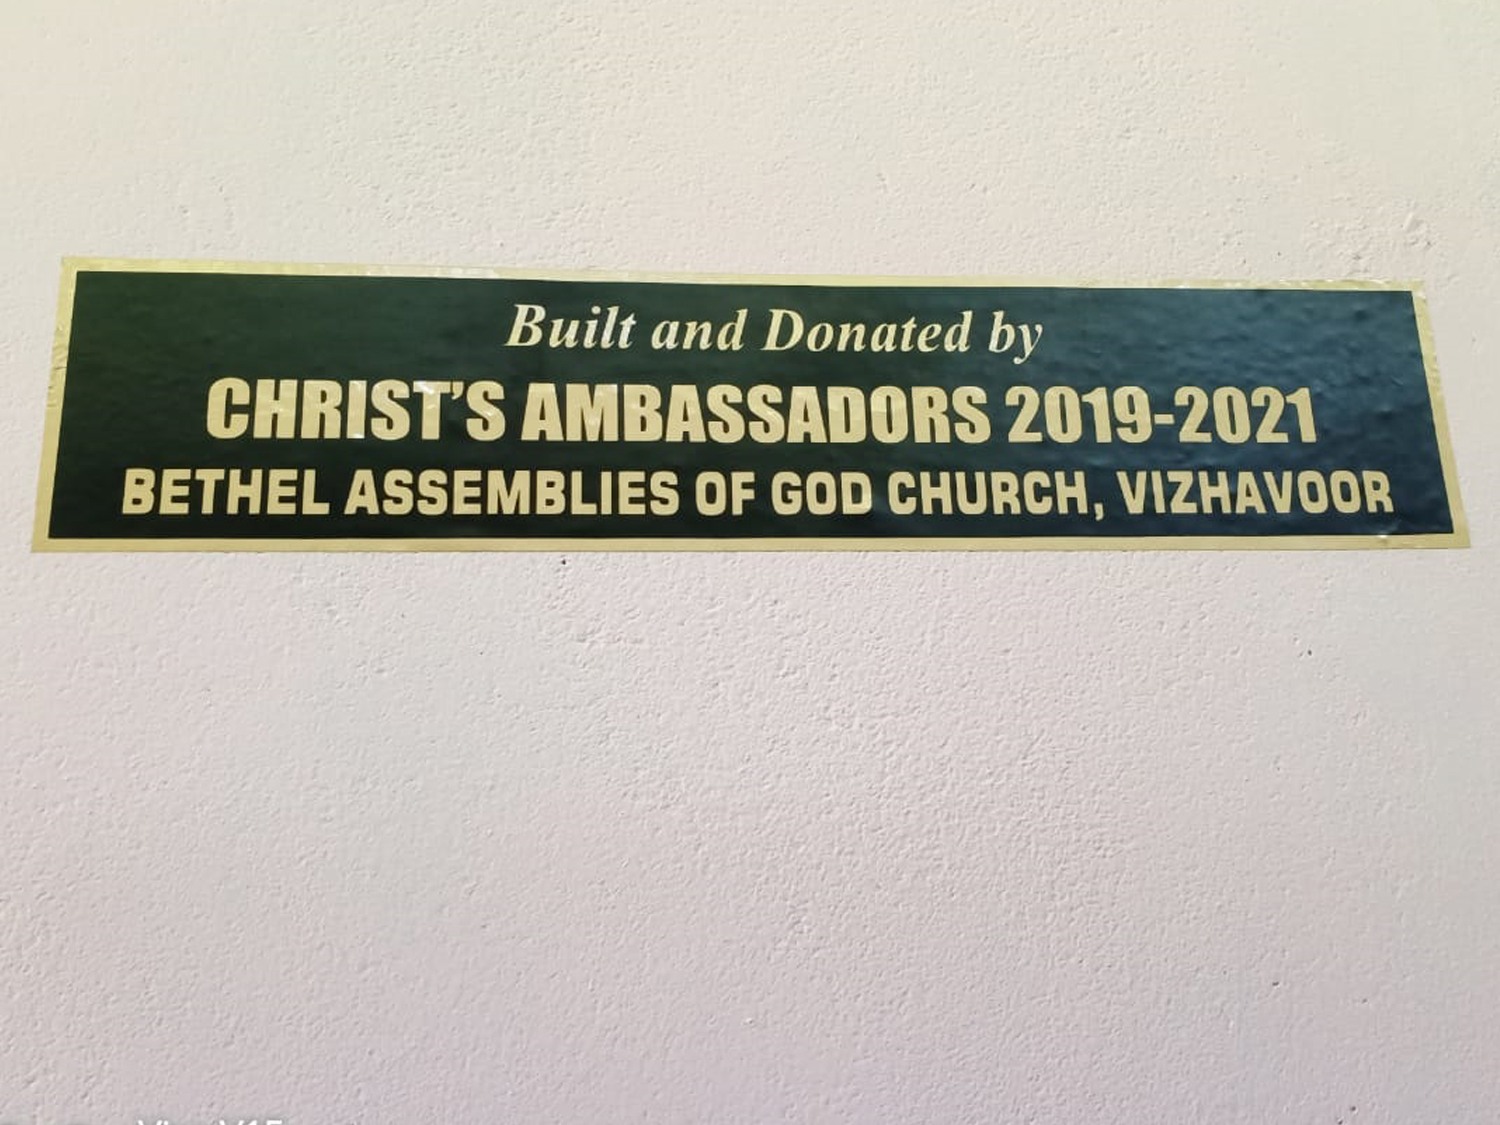 Built and Donated by
CHRIST'S AMBASSADORS 2019-2021
BETHEL ASSEMBLIES OF GOD CHURCH, VIZHAVOOR